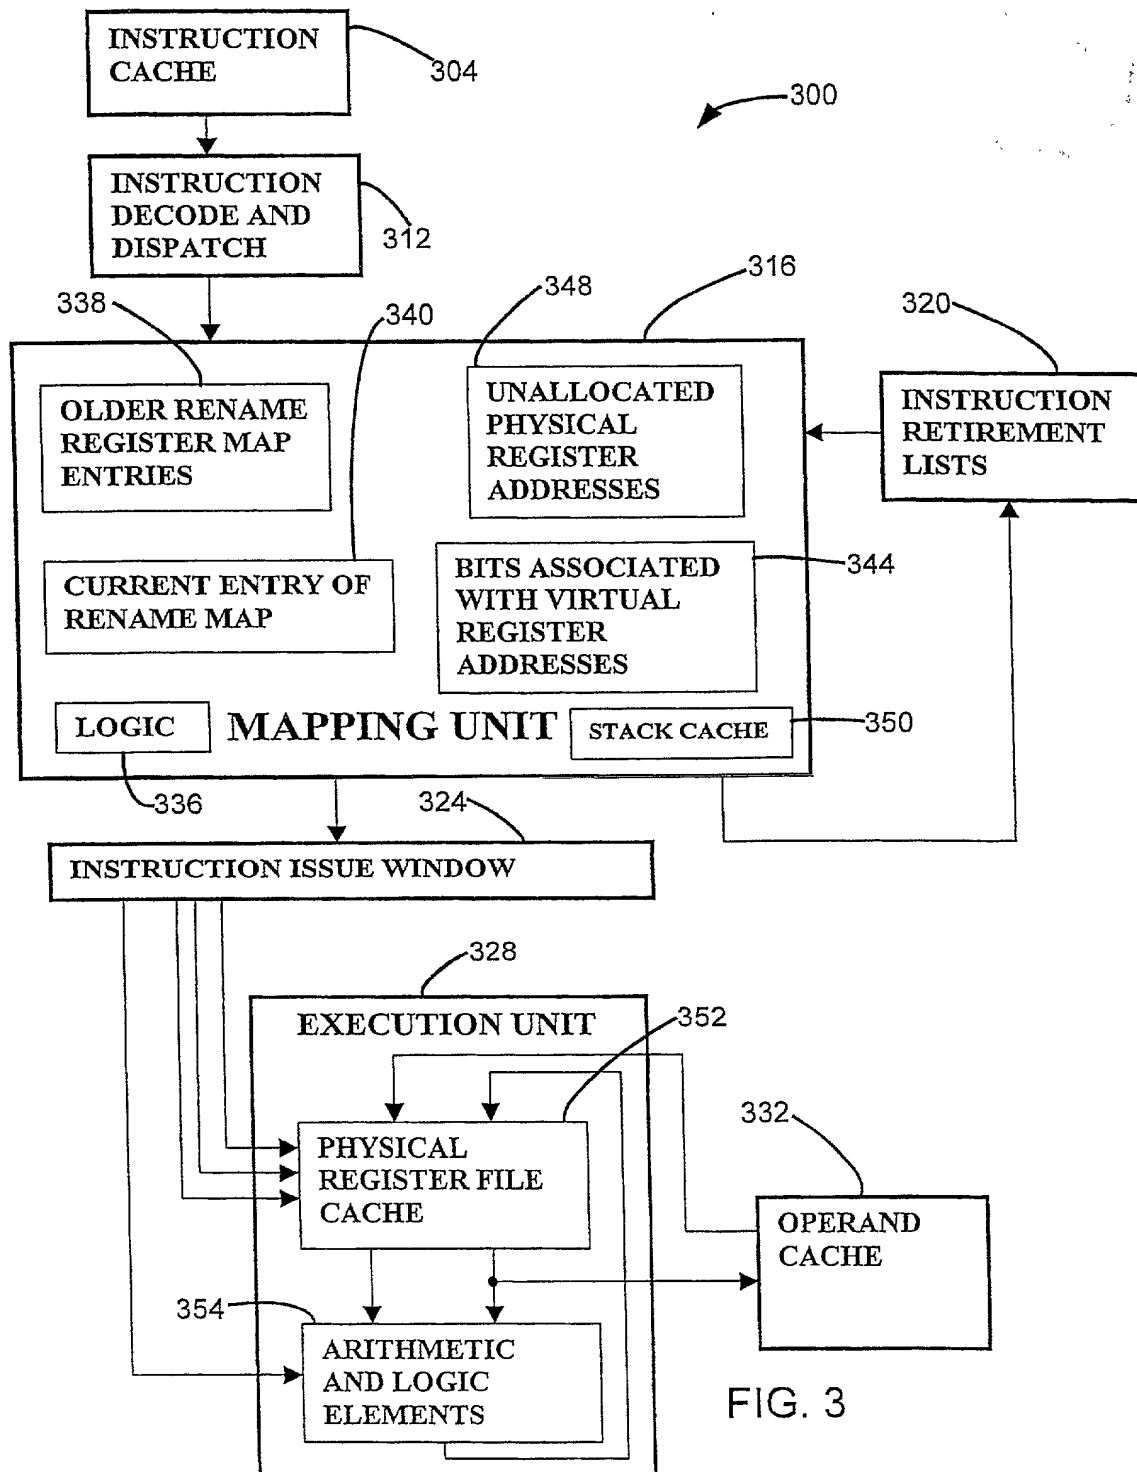 INSTRUCTION
CACHE
304
300
INSTRUCTION
DECODE AND
DISPATCH
312
338
340
348
316
320
OLDER RENAME
REGISTER MAP
ENTRIES
UNALLOCATED
PHYSICAL
REGISTER
ADDRESSES
INSTRUCTION
RETIREMENT
LISTS
CURRENT ENTRY OF
RENAME MAP
BITS ASSOCIATED
WITH VIRTUAL
REGISTER
ADDRESSES
344
LOGIC
MAPPING UNIT
STACK CACHE
350
336
324
INSTRUCTION ISSUE WINDOW
328
EXECUTION UNIT
352
PHYSICAL
REGISTER FILE
CACHE
332
OPERAND
CACHE
354
ARITHMETIC
AND LOGIC
ELEMENTS
FIG. 3